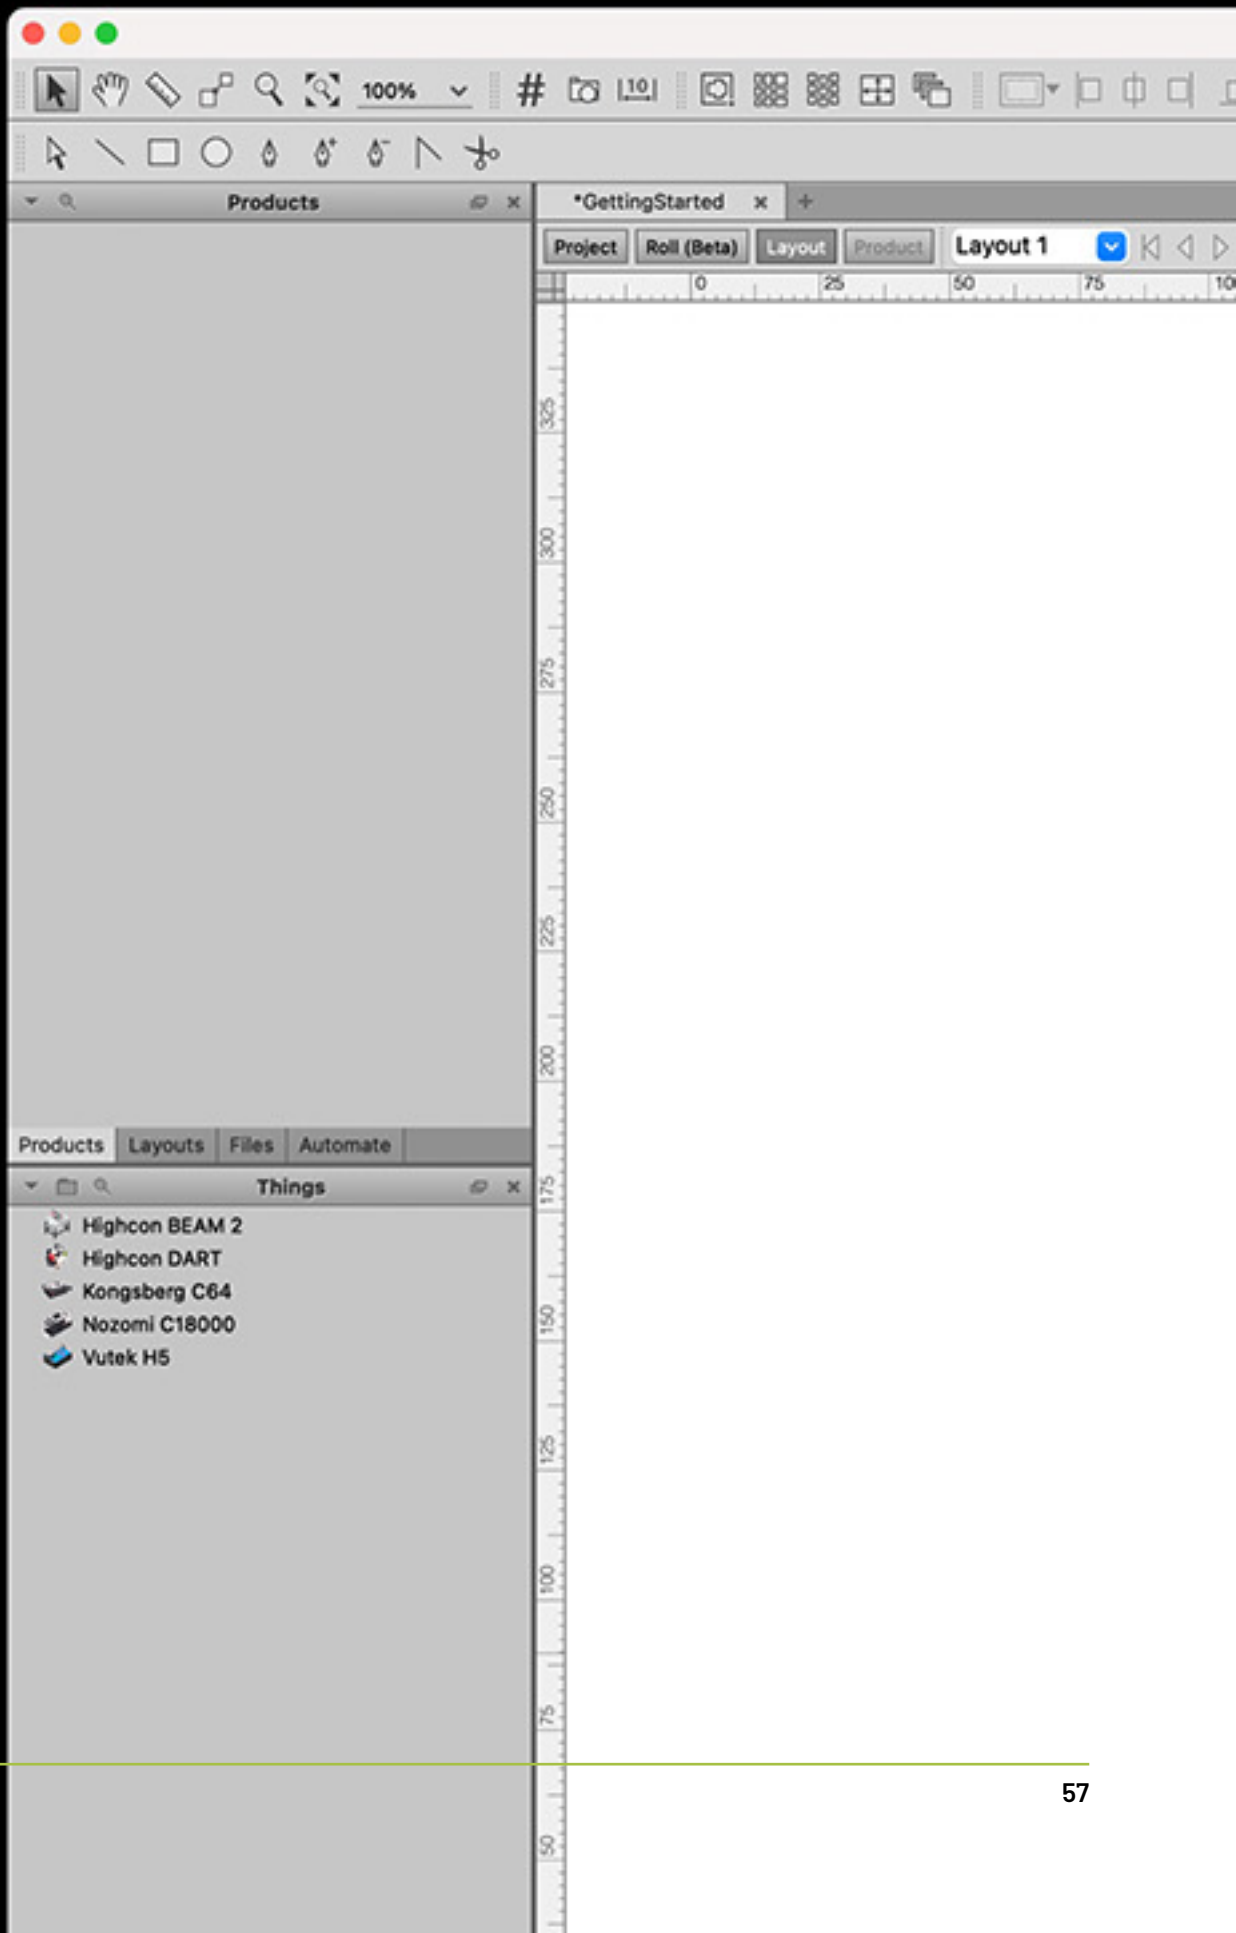 100%
10
Products
*GettingStarted
Project Roll (Beta) Layout Product Layout 1
0 25 50 75
325
300
275
250
225
200
175
150
125
100
75
50
Products Layouts Files Automate
Things
Highcon BEAM 2
Highcon DART
Kongsberg C64
Nozomi C18000
Vutek H5
57